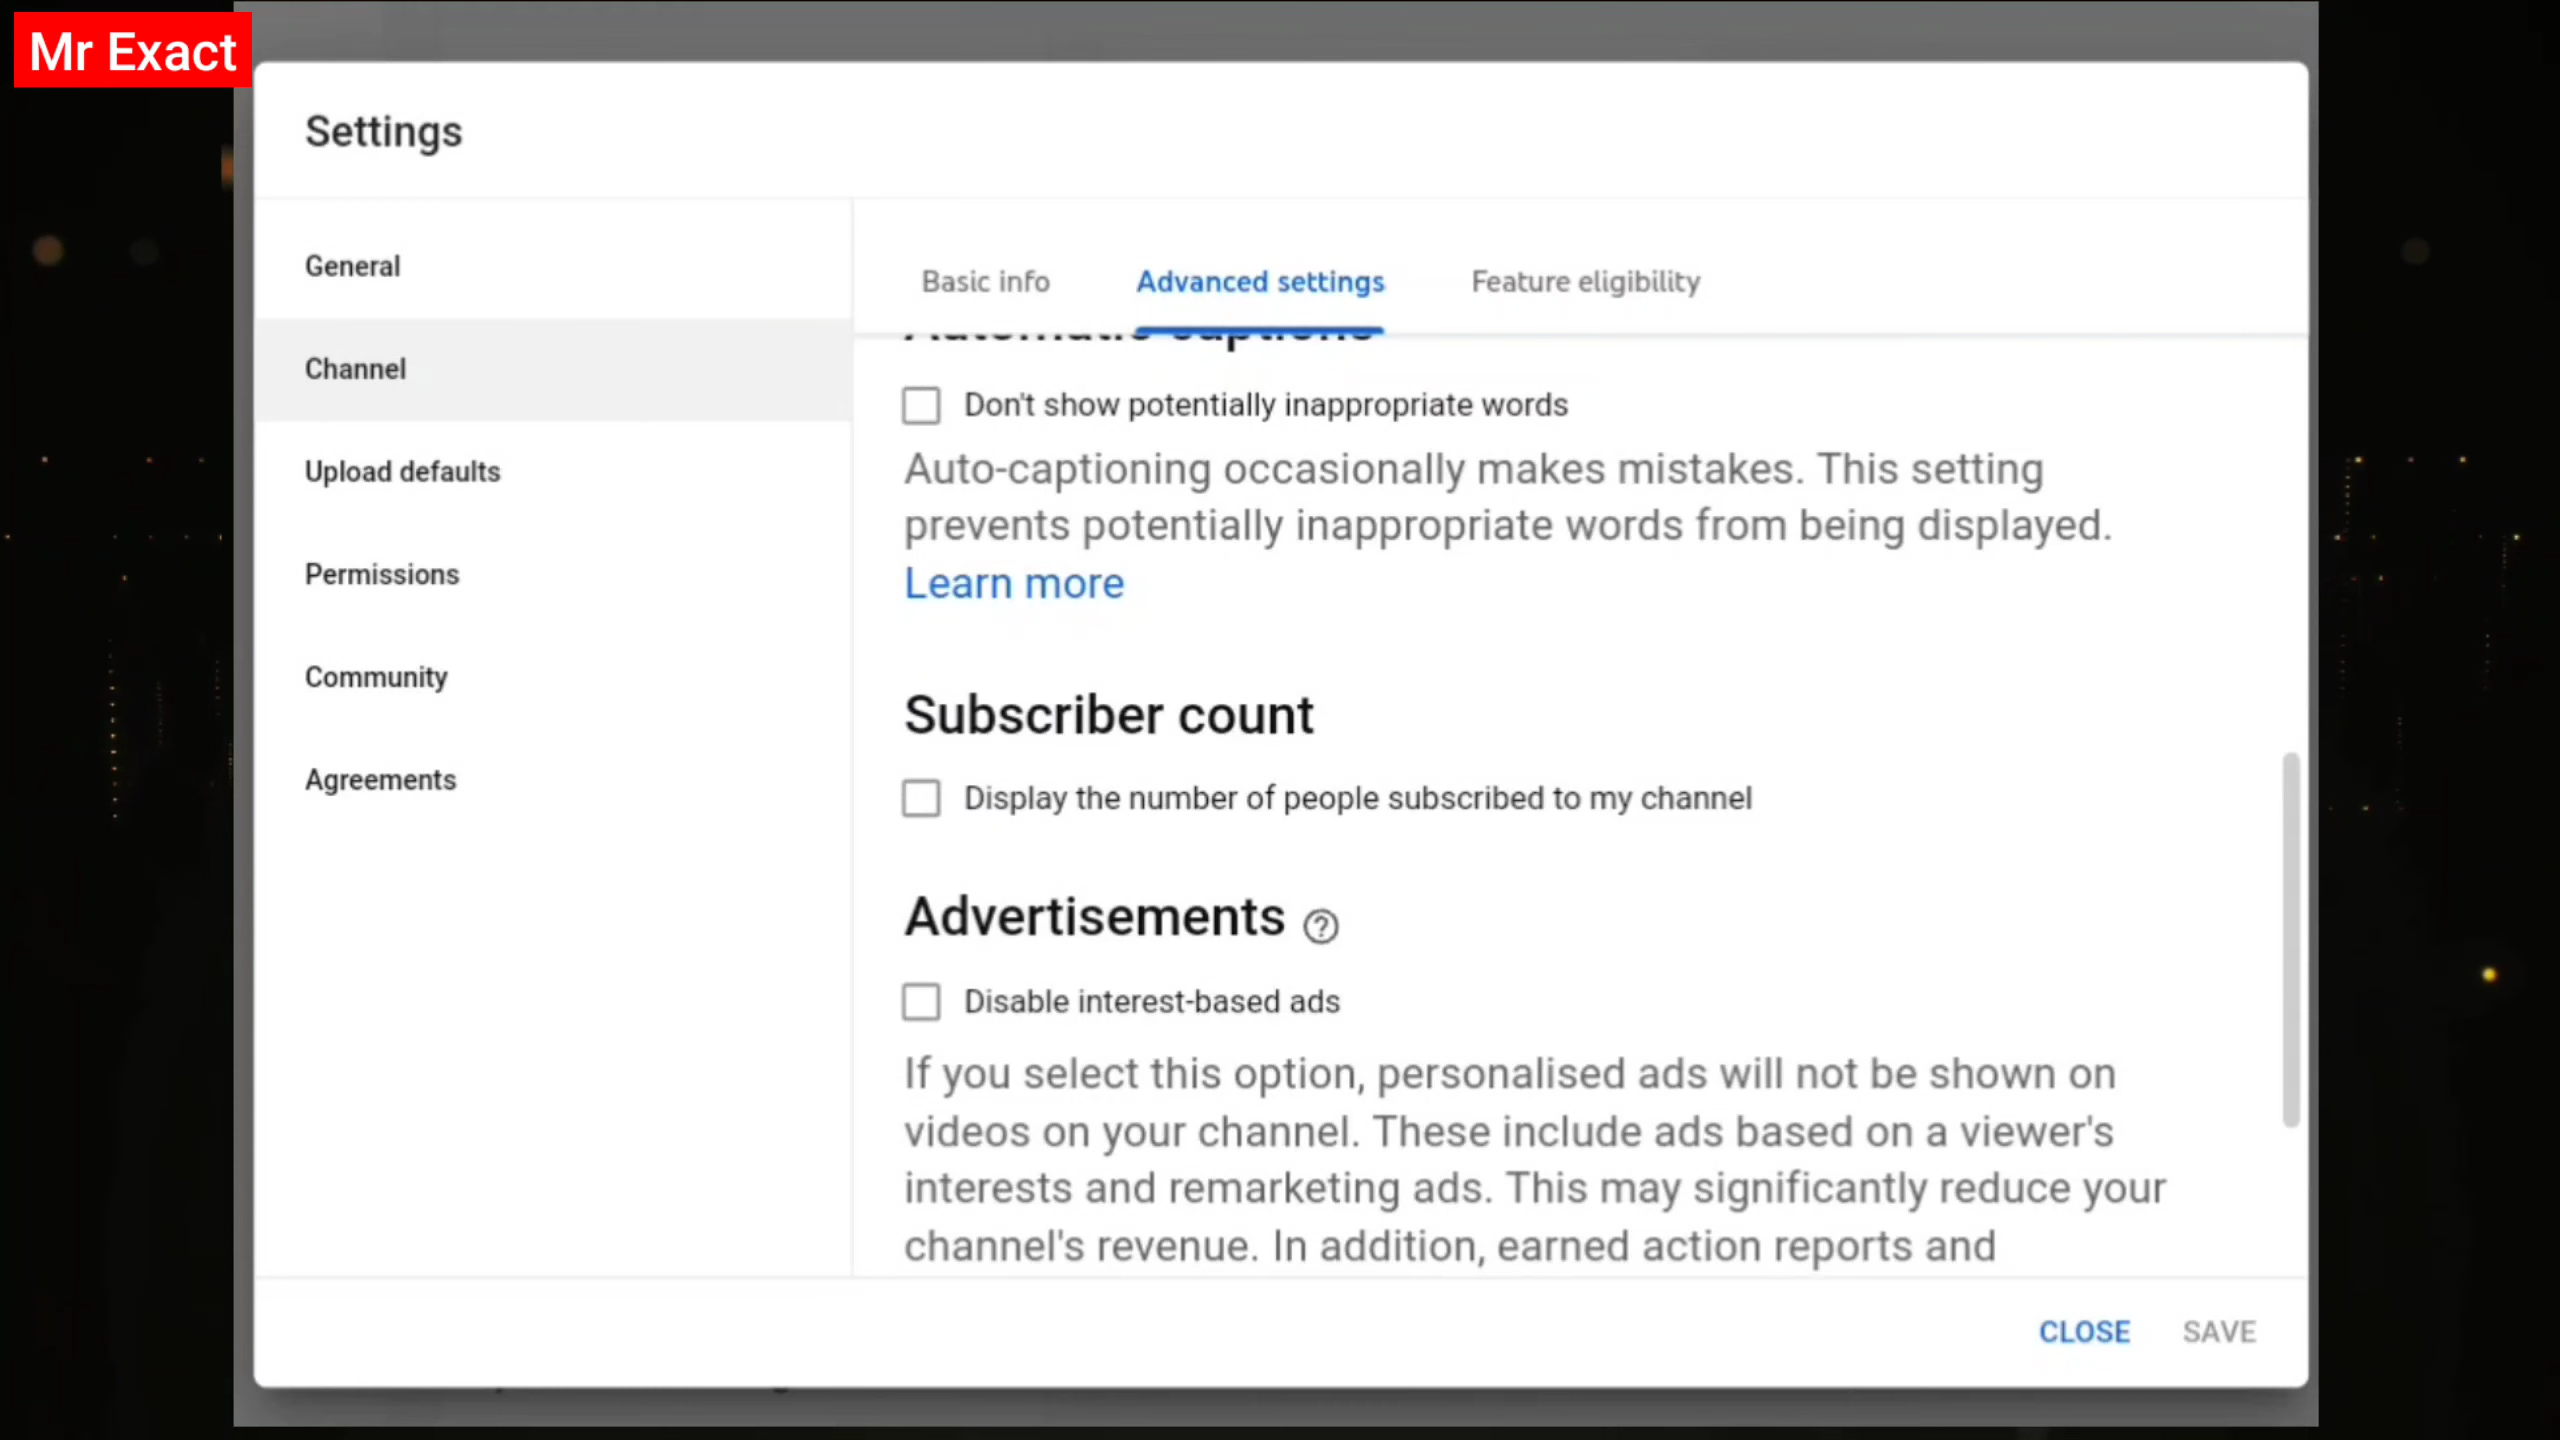 Mr Exact
Settings
General
Channel
Upload defaults
Permissions
Community
Agreements
Basic info
Advanced settings
Feature eligibility
Automatic captions
Don't show potentially inappropriate words
Auto-captioning occasionally makes mistakes. This setting
prevents potentially inappropriate words from being displayed.
Learn more
Subscriber count
Display the number of people subscribed to my channel
Advertisements
Disable interest-based ads
If you select this option, personalised ads will not be shown on
videos on your channel. These include ads based on a viewer's
interests and remarketing ads. This may significantly reduce your
channel's revenue. In addition, earned action reports and
CLOSE
SAVE